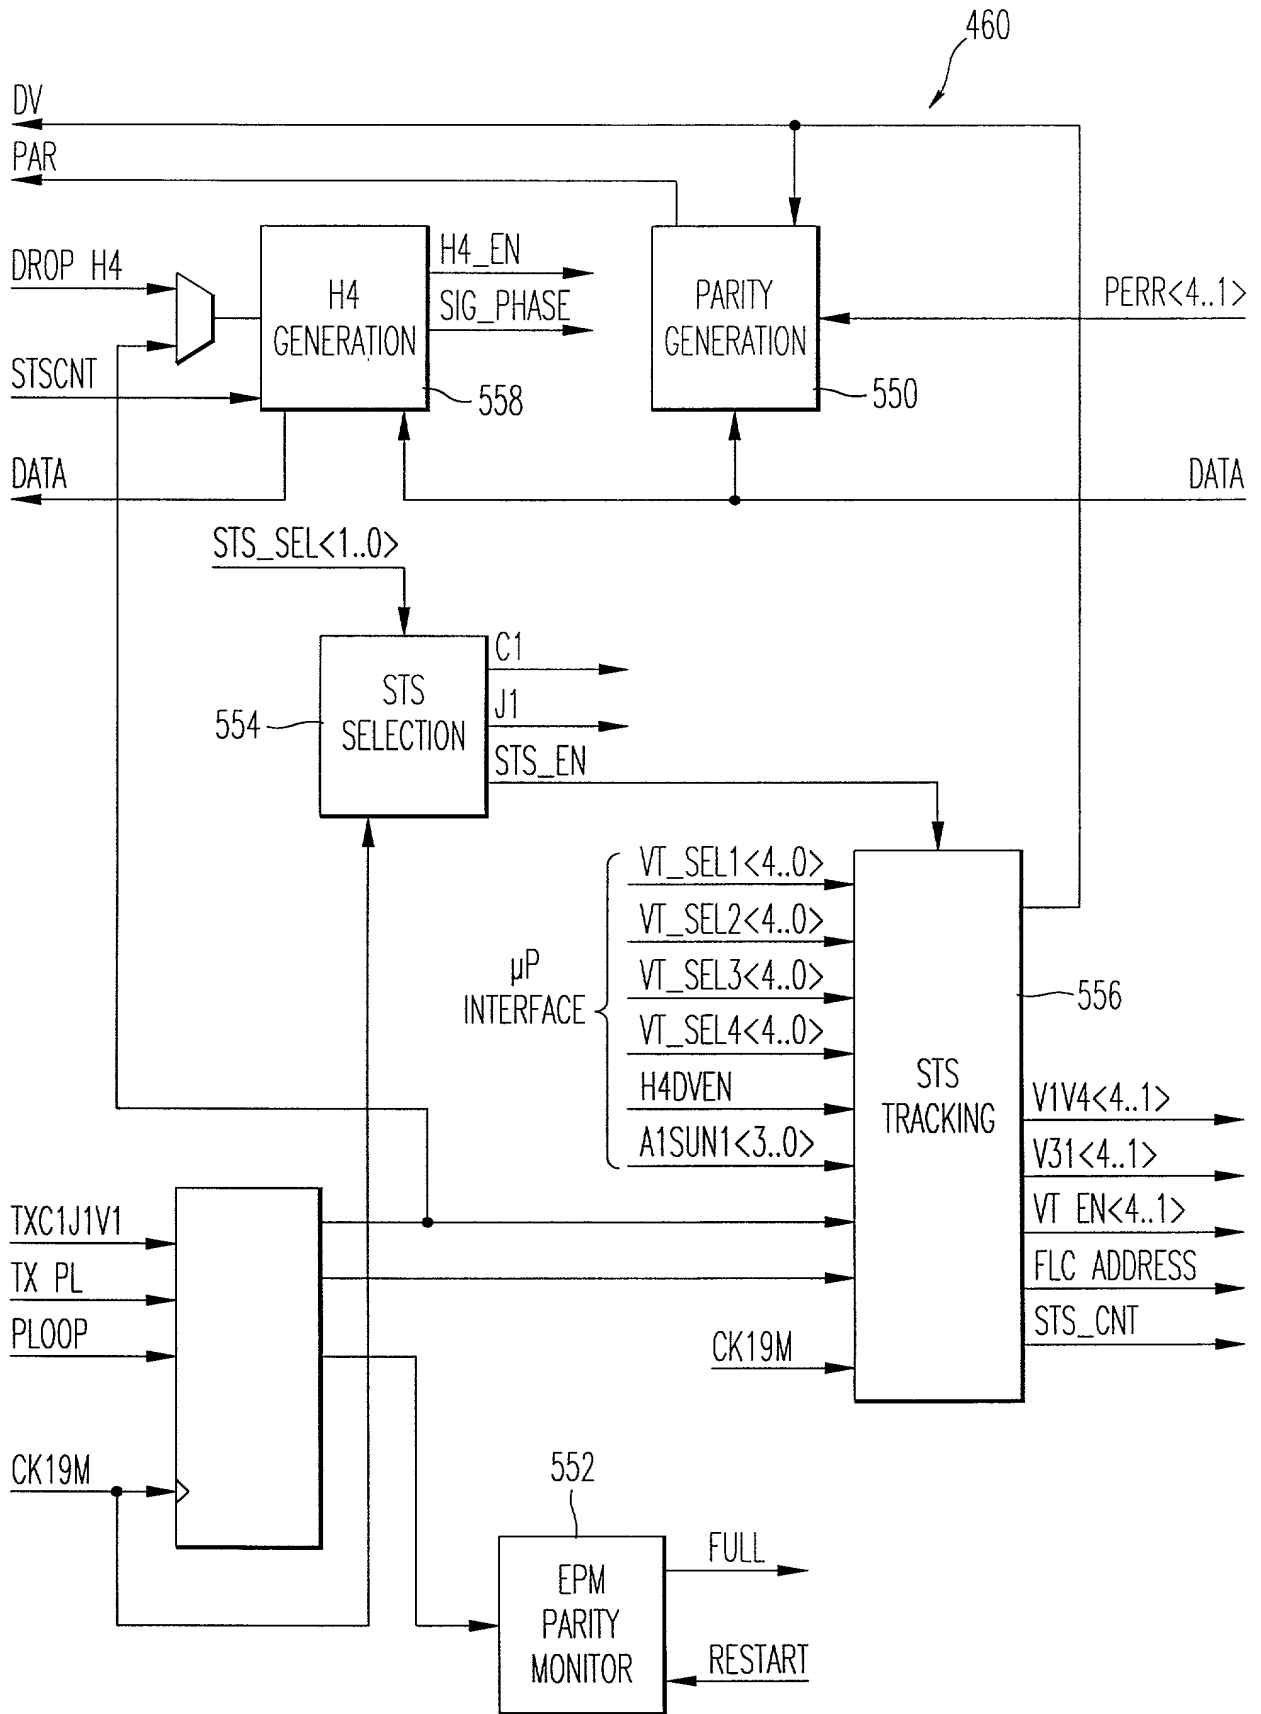 460
DV
PAR
DROP H4
H4
GENERATION
H4_EN
SIG_PHASE
PARITY
GENERATION
PERR<4..1>
STSCNT
558
550
DATA
DATA
STS_SEL<1..0>
STS
SELECTION
C1
J1
STS_EN
554
VT_SEL1<4..0>
VT_SEL2<4..0>
VT_SEL3<4..0>
VT_SEL4<4..0>
H4DVEN
A1SUN1<3..0>
µP
INTERFACE
556
STS
TRACKING
V1V4<4..1>
V31<4..1>
VT EN<4..1>
FLC ADDRESS
STS_CNT
TXC1J1V1
TX PL
PLOOP
CK19M
CK19M
552
EPM
PARITY
MONITOR
FULL
RESTART